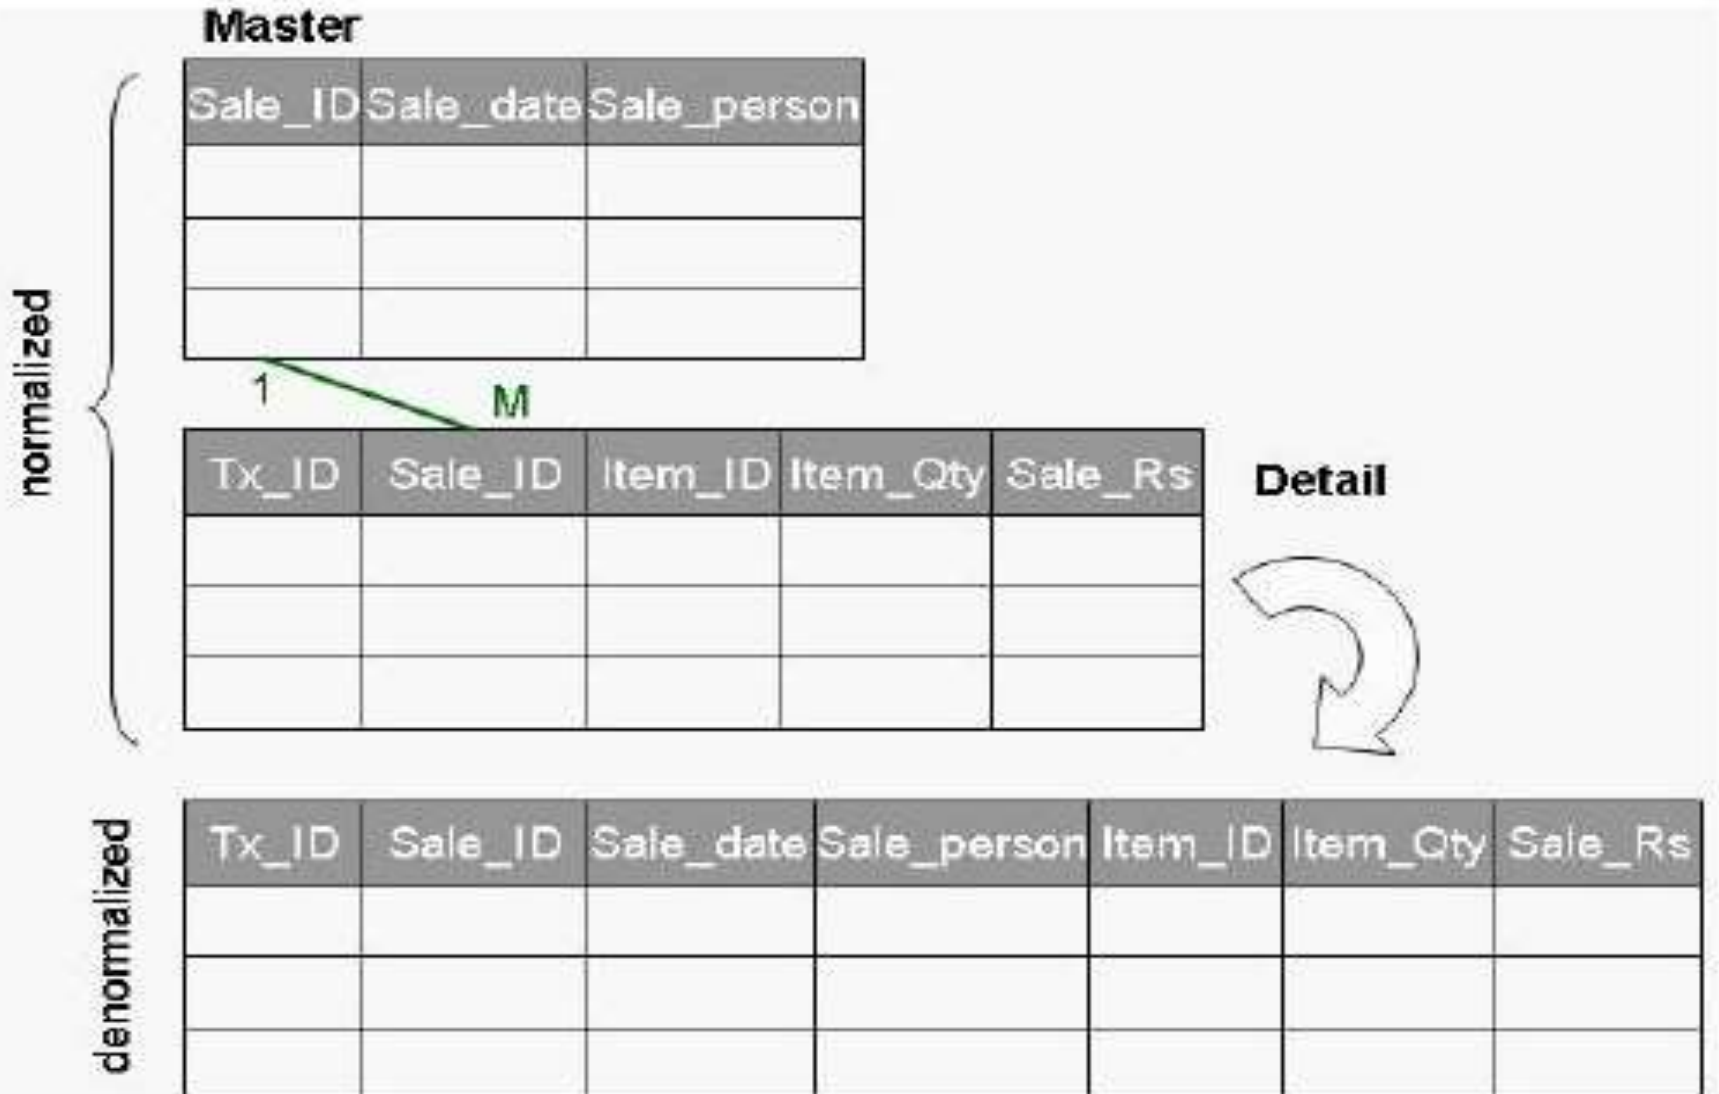 Master
Sale_ID Sale_date Sale_person
normalized
1 M
Tx_ID Sale_ID Item_ID Item_Qty Sale_Rs
Detail
denormalized
Tx_ID Sale_ID Sale_date Sale_person Item_ID Item_Qty Sale_Rs